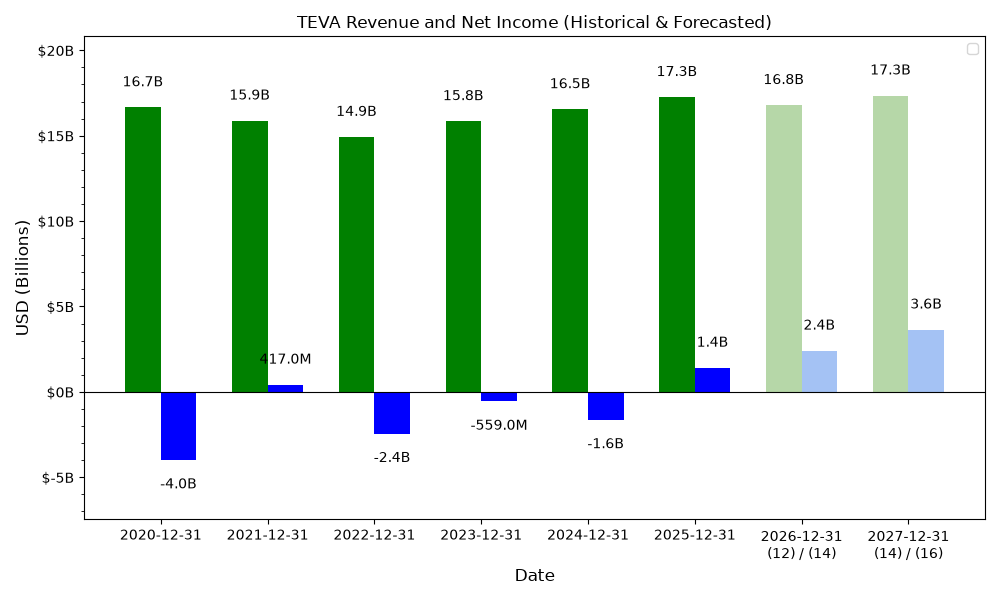 TEVA Revenue and Net Income (Historical & Forecasted)
$20B
$15B
$10B
$5B
$0B
$-5B
USD (Billions)
16.7B
15.9B
14.9B
15.8B
16.5B
17.3B
16.8B
17.3B
-4.0B
417.0M
-2.4B
-559.0M
-1.6B
1.4B
2.4B
3.6B
2020-12-31
2021-12-31
2022-12-31
2023-12-31
2024-12-31
2025-12-31
2026-12-31
(12) / (14)
2027-12-31
(14) / (16)
Date